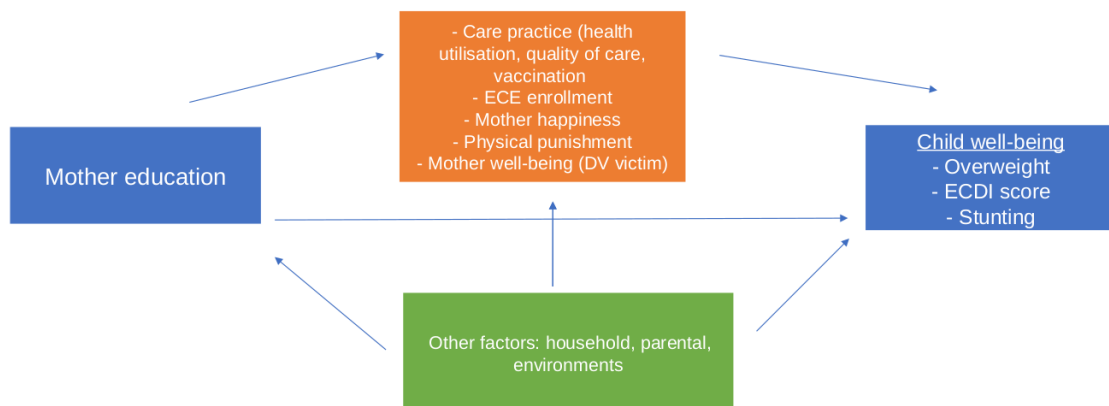 - Care practice (health
utilisation, quality of care,
vaccination
- ECE enrollment
- Mother happiness
- Physical punishment
- Mother well-being (DV victim)
Mother education
Child well-being
- Overweight
- ECDI score
- Stunting
Other factors: household, parental,
environments